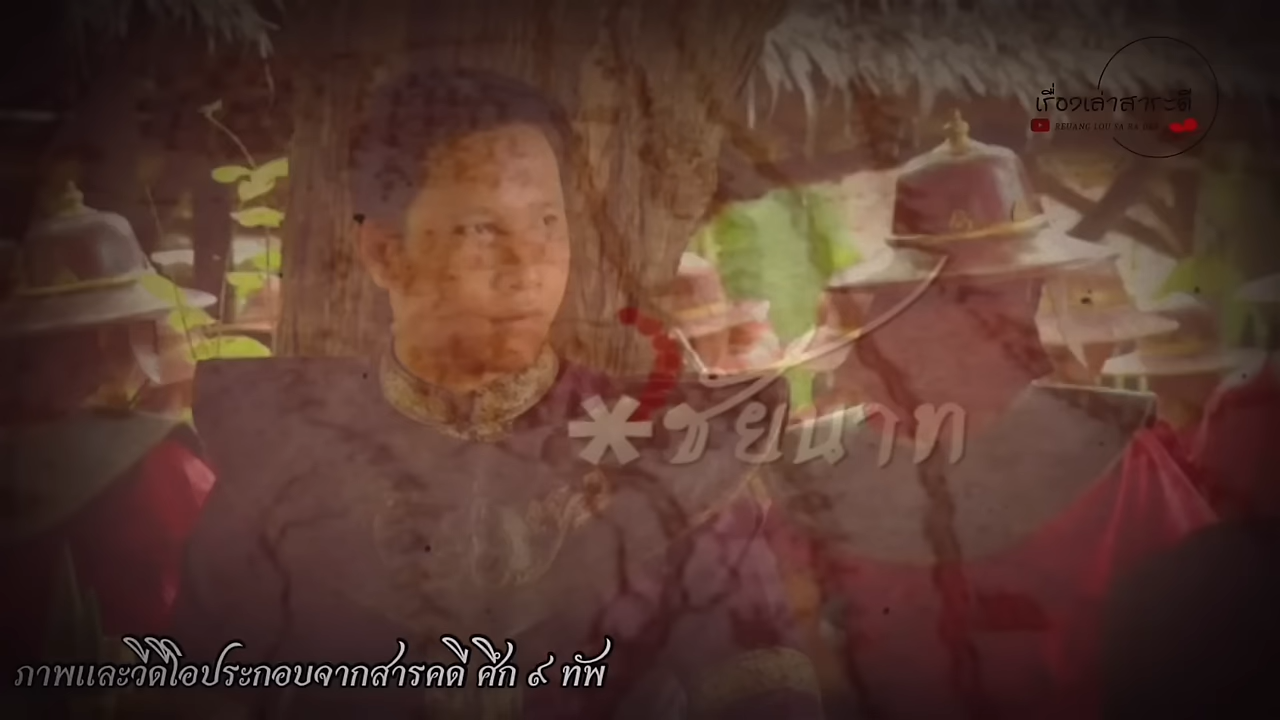 เรื่องเล่าสาระดี
ชัยนาท
ภาพและวีดีโอประกอบจากสารคดี ศึก ๙ ทัพ